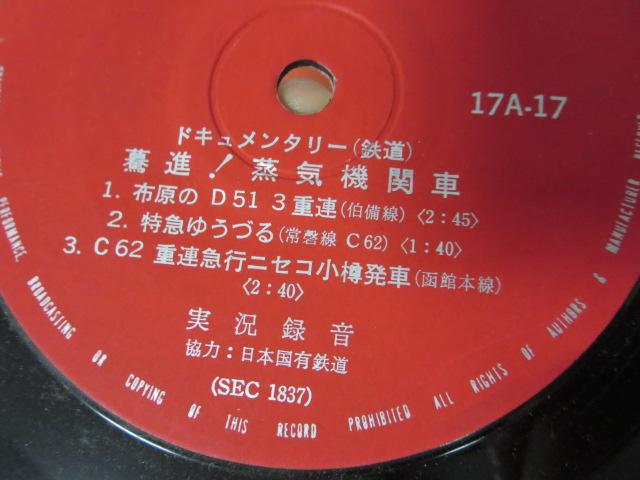 17A-17
ドキュメンタリー(鉄道)
驀進!蒸気機関車
1. 布原の D51 3重連(伯備線)〈2:45〉
2. 特急ゆうづる(常磐線 C62)〈1:40〉
3. C62 重連急行ニセコ小樽発車(函館本線)
〈2:40〉
実況録音
協力:日本国有鉄道
(SEC 1837)
PERFORMANCE, BROADCASTING OR COPYING OF THIS RECORD PROHIBITED ALL RIGHTS OF AUTHORS & MANUFACTURER